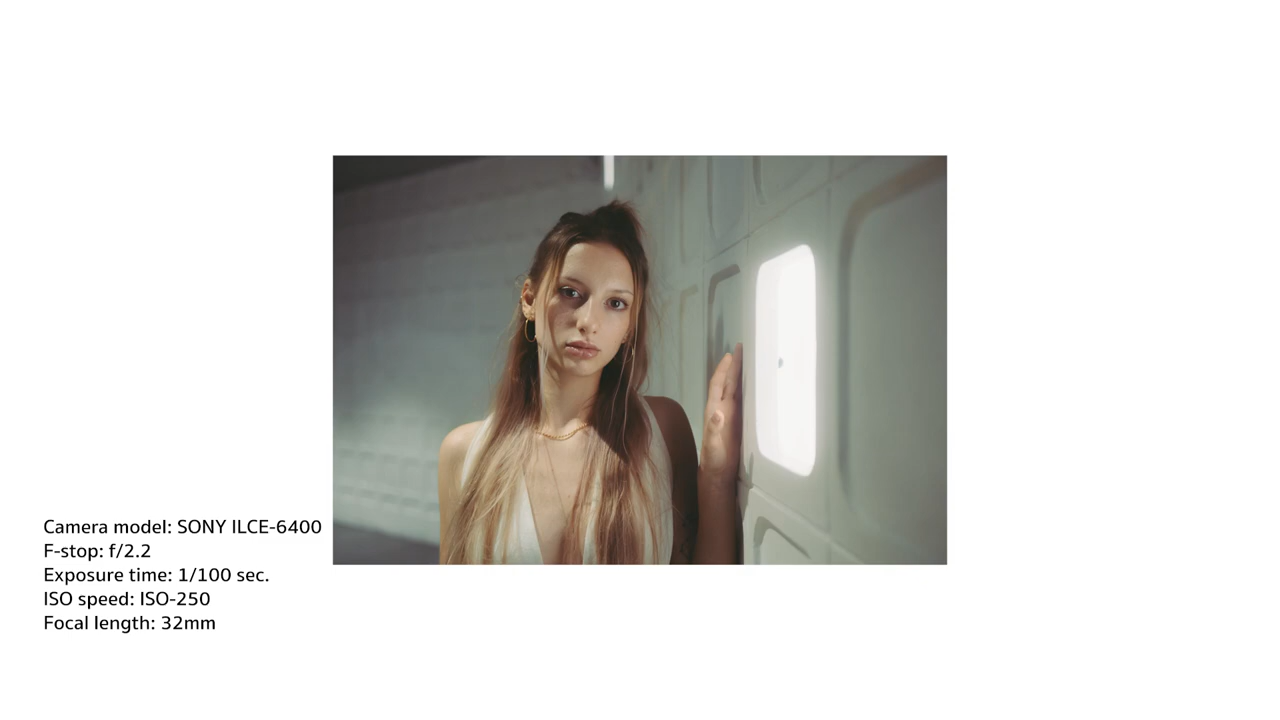 Camera model: SONY ILCE-6400
F-stop: f/2.2
Exposure time: 1/100 sec.
ISO speed: ISO-250
Focal length: 32mm